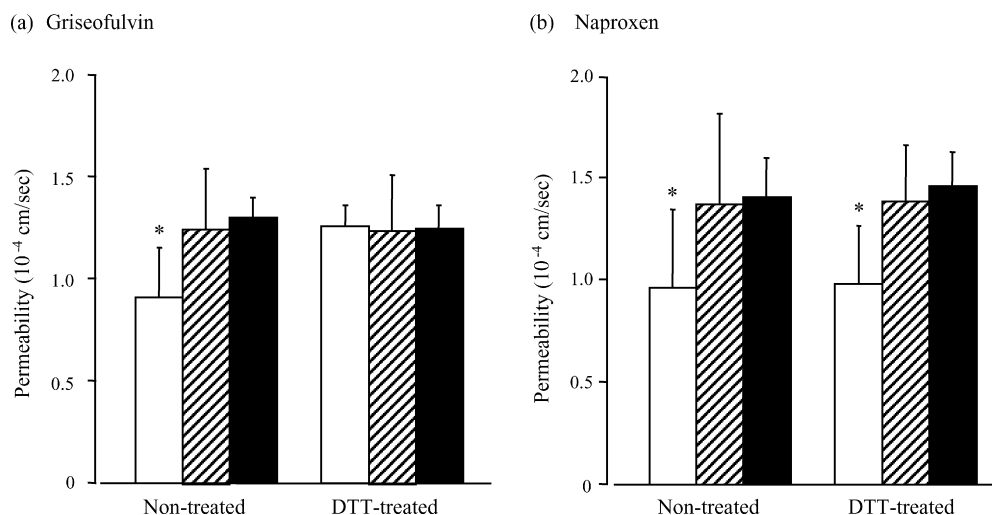 (a) Griseofulvin
2.0
1.5
1.0
0.5
0
Permeability (10⁻⁴ cm/sec)
*
Non-treated
DTT-treated
(b) Naproxen
2.0
1.5
1.0
0.5
0
Permeability (10⁻⁴ cm/sec)
*
*
Non-treated
DTT-treated